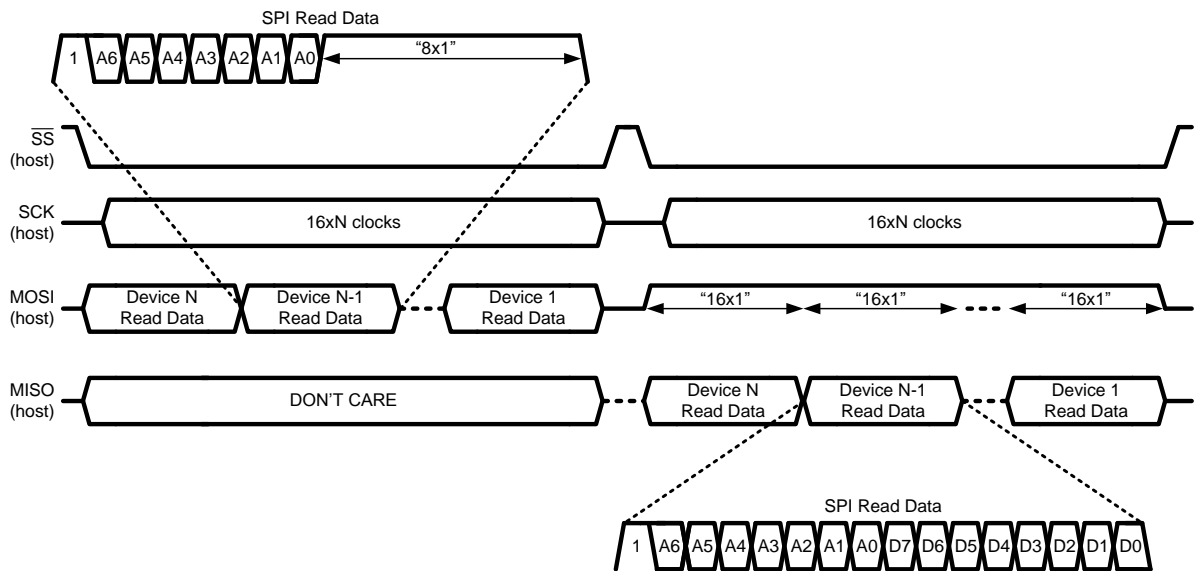 SPI Read Data
1 A6 A5 A4 A3 A2 A1 A0 “8x1”
SS
(host)
SCK
(host)
16xN clocks 16xN clocks
MOSI
(host)
Device N
Read Data
Device N-1
Read Data
Device 1
Read Data
“16x1” “16x1” “16x1”
MISO
(host)
DON’T CARE
Device N
Read Data
Device N-1
Read Data
Device 1
Read Data
SPI Read Data
1 A6 A5 A4 A3 A2 A1 A0 D7 D6 D5 D4 D3 D2 D1 D0